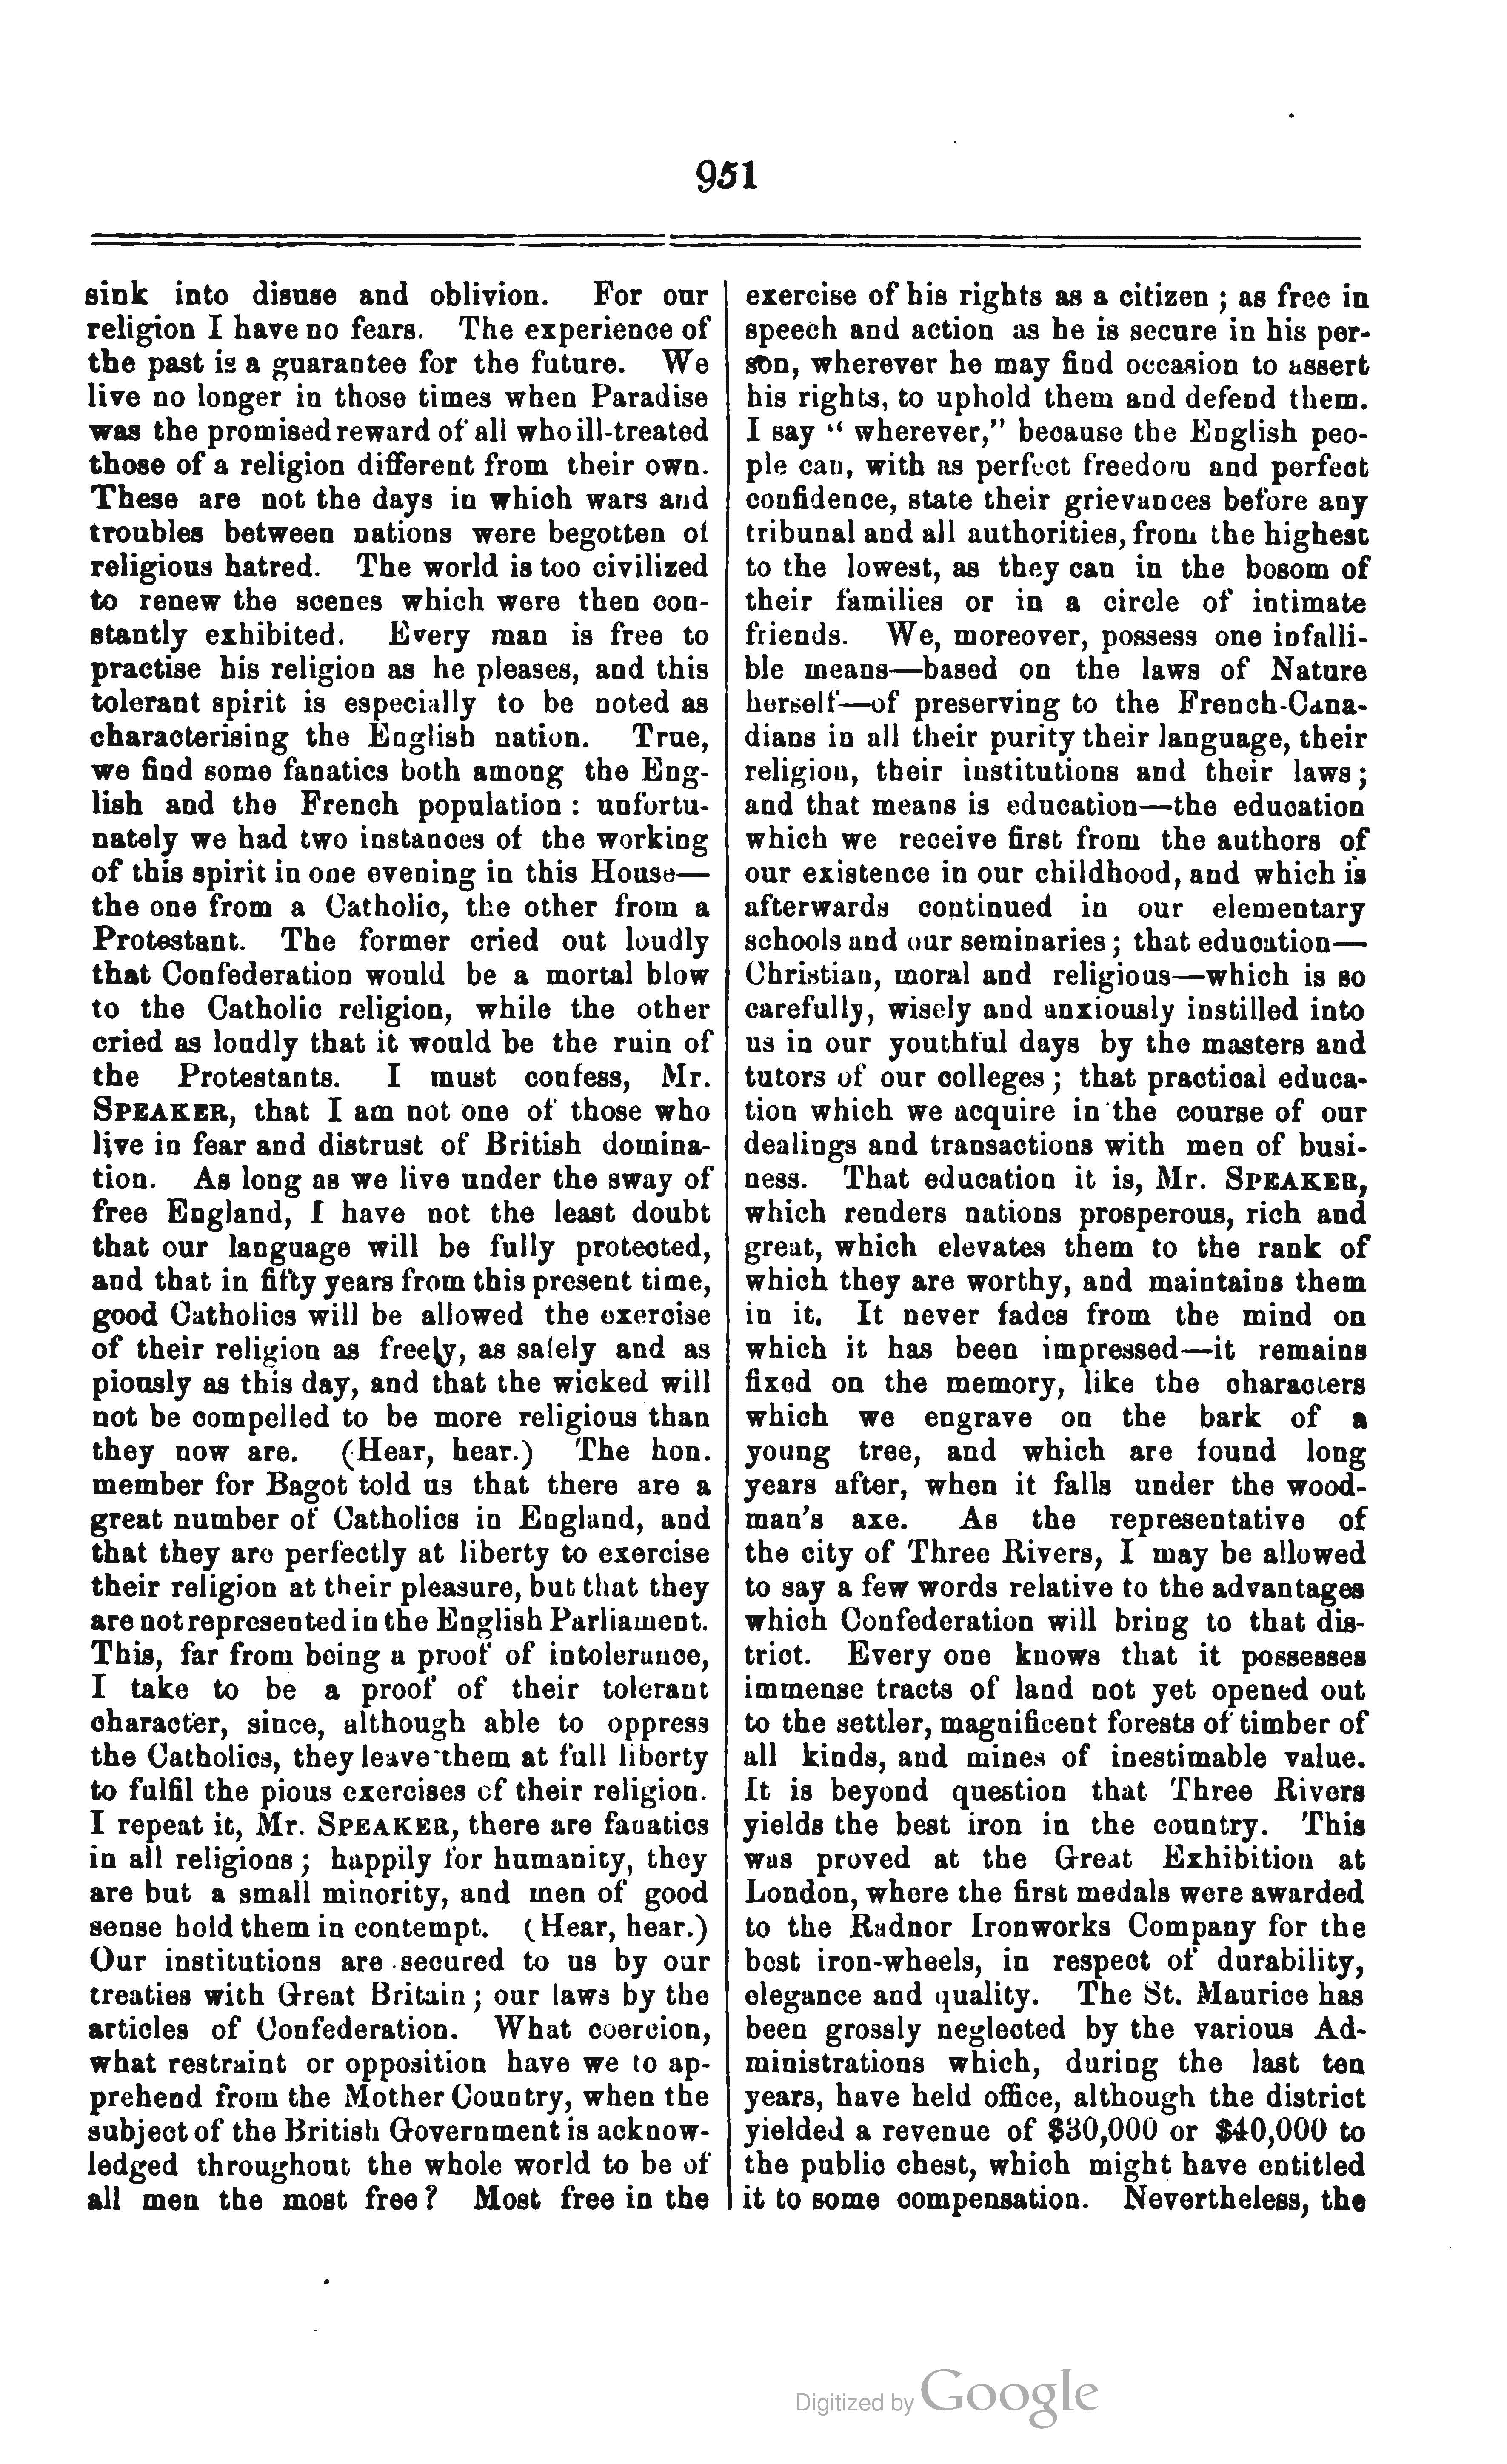 951
sink into disuse and oblivion. For our
religion I have no fears. The experience of
the past is a guarantee for the future. We
live no longer in those times when Paradise
was the promised reward of all who ill-treated
those of a religion different from their own.
These are not the days in which wars and
troubles between nations were begotten of
religious hatred. The world is too civilized
to renew the scenes which were then con-
stantly exhibited. Every man is free to
practise his religion as he pleases, and this
tolerant spirit is especially to be noted as
characterising the English nation. True,
we find some fanatics both among the Eng-
lish and the French population : unfortu-
nately we had two instances of the working
of this spirit in one evening in this House—
the one from a Catholic, the other from a
Protestant. The former cried out loudly
that Confederation would be a mortal blow
to the Catholic religion, while the other
cried as loudly that it would be the ruin of
the Protestants. I must confess, Mr.
SPEAKER, that I am not one of those who
live in fear and distrust of British domina-
tion. As long as we live under the sway of
free England, I have not the least doubt
that our language will be fully protected,
and that in fifty years from this present time,
good Catholics will be allowed the exercise
of their religion as freely, as safely and as
piously as this day, and that the wicked will
not be compelled to be more religious than
they now are. (Hear, hear.) The hon.
member for Bagot told us that there are a
great number of Catholics in England, and
that they are perfectly at liberty to exercise
their religion at their pleasure, but that they
are not represented in the English Parliament.
This, far from being a proof of intolerance,
I take to be a proof of their tolerant
character, since, although able to oppress
the Catholics, they leave them at full liberty
to fulfil the pious exercises of their religion.
I repeat it, Mr. SPEAKER, there are fanatics
in all religions ; happily for humanity, they
are but a small minority, and men of good
sense hold them in contempt. (Hear, hear.)
Our institutions are secured to us by our
treaties with Great Britain ; our laws by the
articles of Confederation. What coercion,
what restraint or opposition have we to ap-
prehend from the Mother Country, when the
subject of the British Government is acknow-
ledged throughout the whole world to be of
all men the most free ? Most free in the
exercise of his rights as a citizen ; as free in
speech and action as he is secure in his per-
son, wherever he may find occasion to assert
his rights, to uphold them and defend them.
I say " wherever," because the English peo-
ple can, with as perfect freedom and perfect
confidence, state their grievances before any
tribunal and all authorities, from the highest
to the lowest, as they can in the bosom of
their families or in a circle of intimate
friends. We, moreover, possess one infalli-
ble means—based on the laws of Nature
herself—of preserving to the French-Cana-
dians in all their purity their language, their
religion, their institutions and their laws ;
and that means is education—the education
which we receive first from the authors of
our existence in our childhood, and which is
afterwards continued in our elementary
schools and our seminaries ; that education—
Christian, moral and religious—which is so
carefully, wisely and anxiously instilled into
us in our youthful days by the masters and
tutors of our colleges ; that practical educa-
tion which we acquire in the course of our
dealings and transactions with men of busi-
ness. That education it is, Mr. SPEAKER,
which renders nations prosperous, rich and
great, which elevates them to the rank of
which they are worthy, and maintains them
in it. It never fades from the mind on
which it has been impressed—it remains
fixed on the memory, like the characters
which we engrave on the bark of a
young tree, and which are found long
years after, when it falls under the wood-
man's axe. As the representative of
the city of Three Rivers, I may be allowed
to say a few words relative to the advantages
which Confederation will bring to that dis-
trict. Every one knows that it possesses
immense tracts of land not yet opened out
to the settler, magnificent forests of timber of
all kinds, and mines of inestimable value.
It is beyond question that Three Rivers
yields the best iron in the country. This
was proved at the Great Exhibition at
London, where the first medals were awarded
to the Radnor Ironworks Company for the
best iron-wheels, in respect of durability,
elegance and quality. The St. Maurice has
been grossly neglected by the various Ad-
ministrations which, during the last ten
years, have held office, although the district
yielded a revenue of $30,000 or $40,000 to
the public chest, which might have entitled
it to some compensation. Nevertheless, the
Digitized by Google